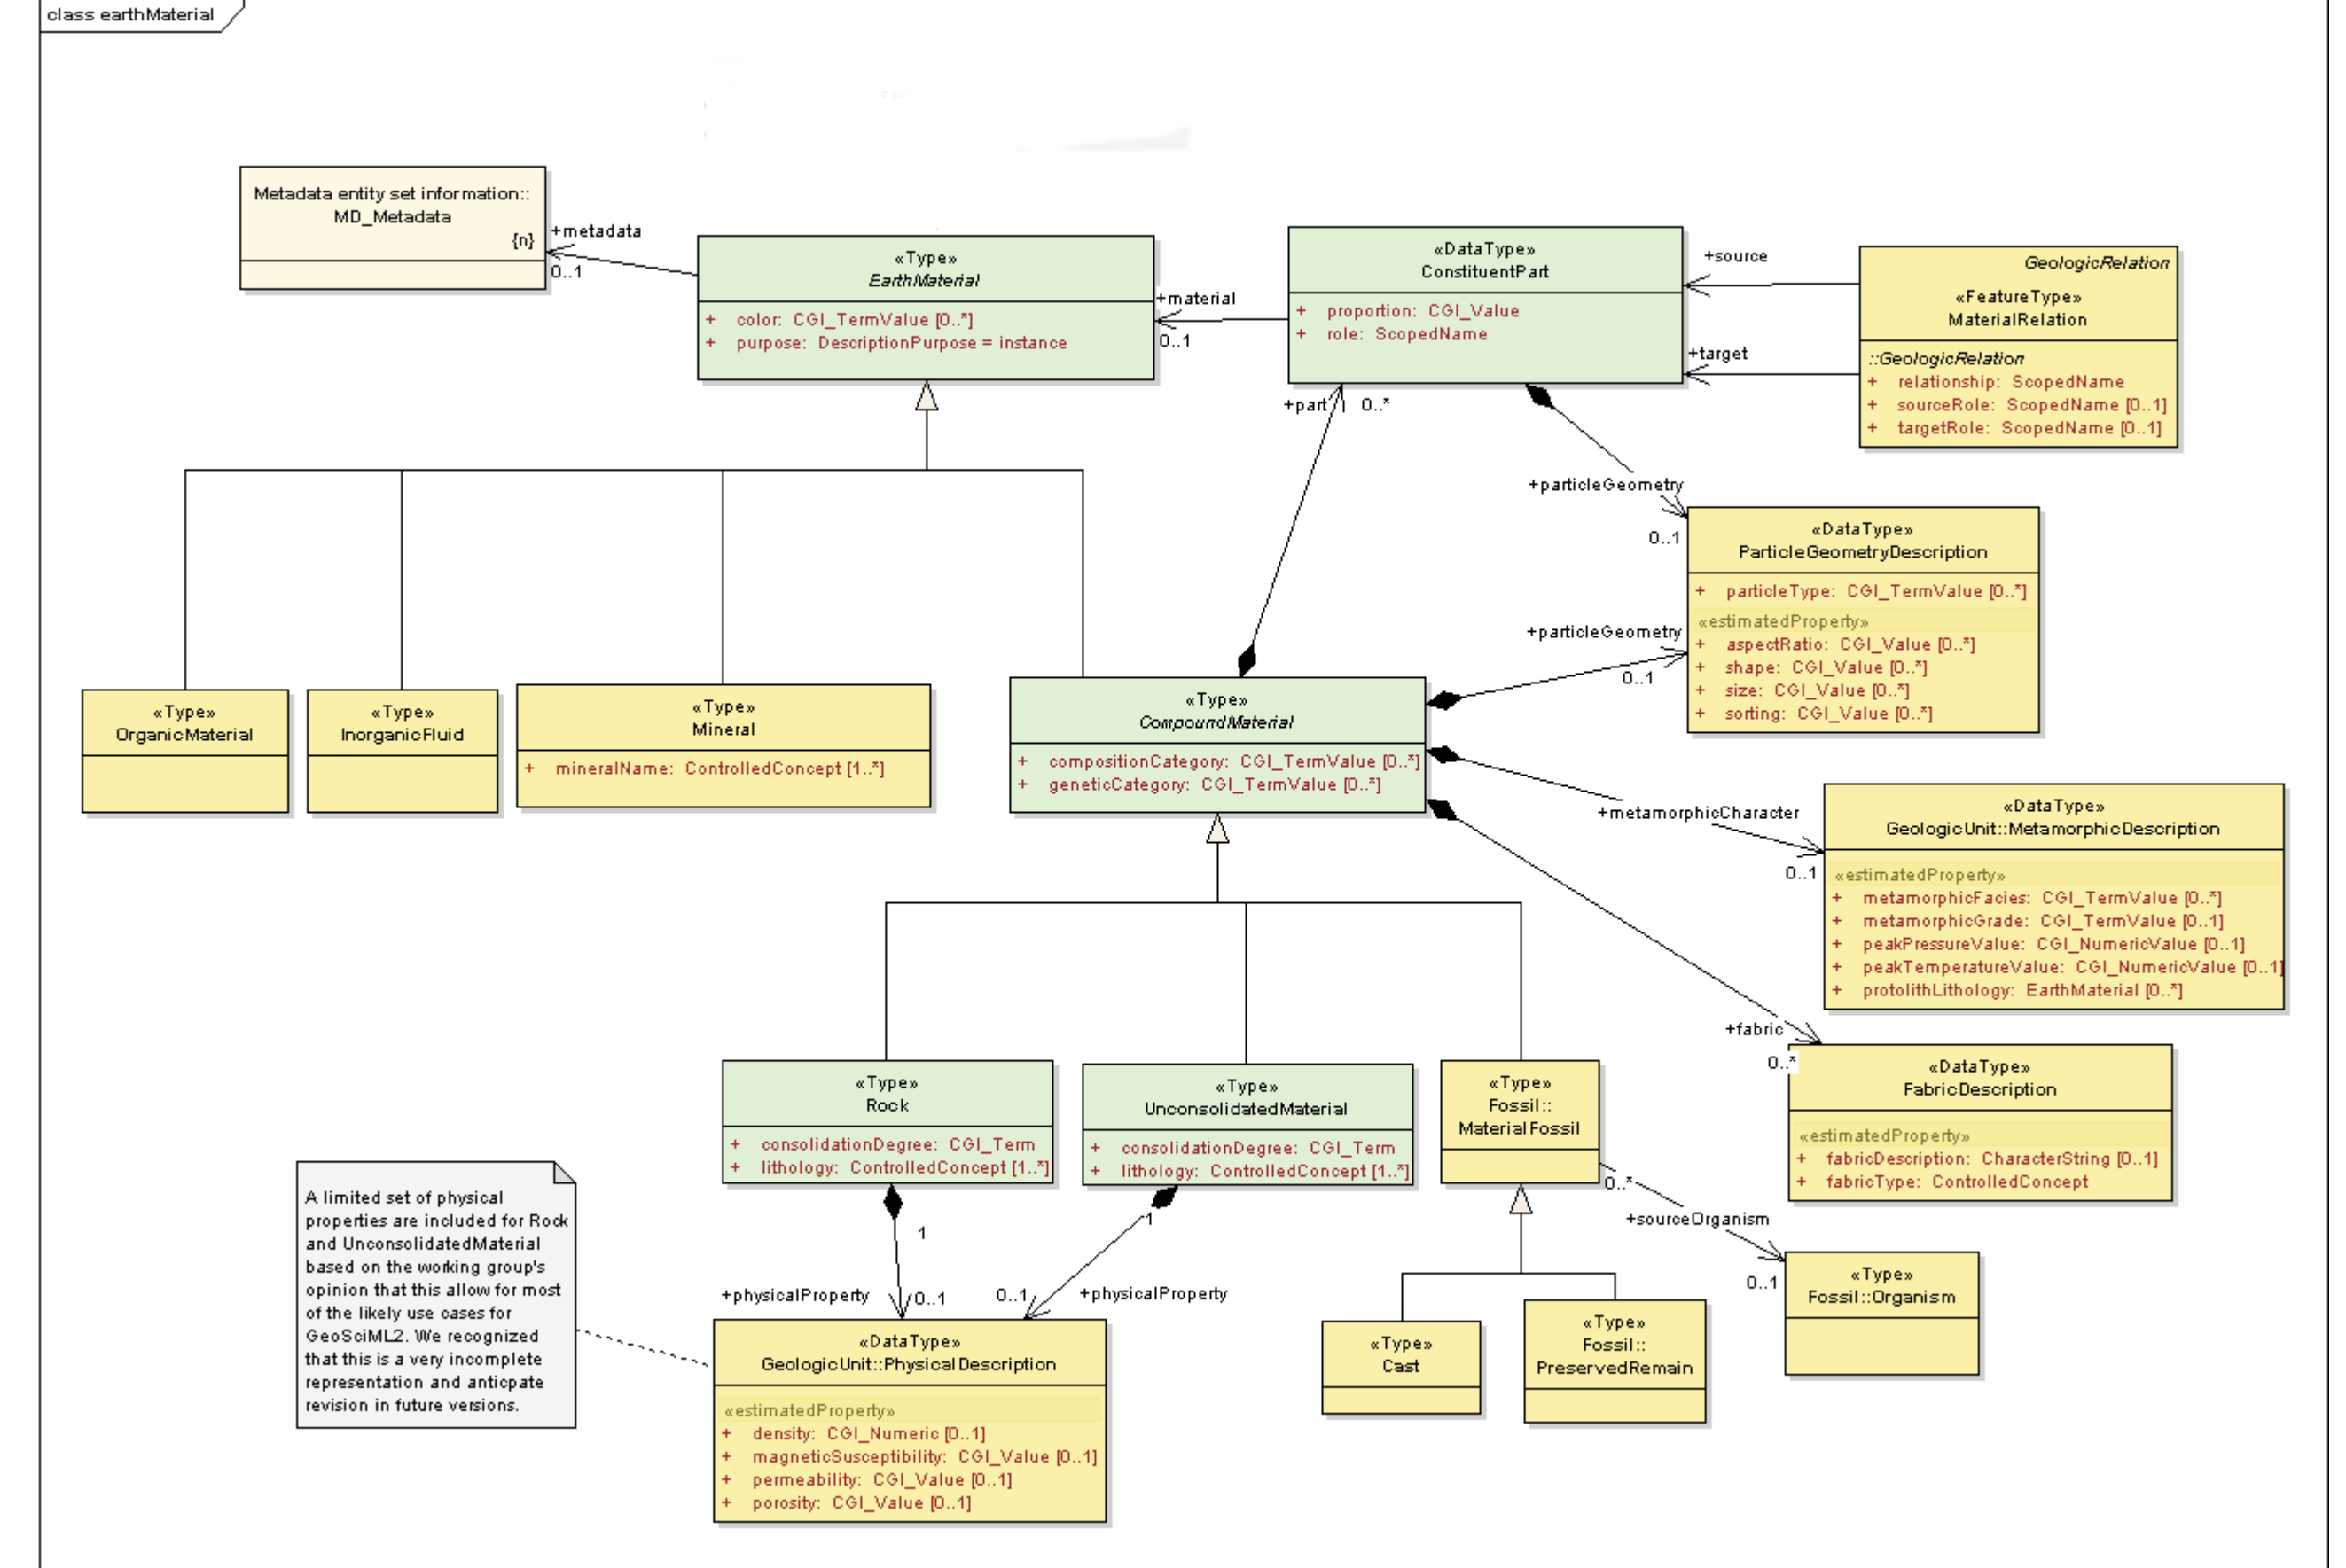 class earthMaterial
Metadata entity set information::
MD_Metadata
{n}
+metadata
0..1
«Type»
EarthMaterial
+ color: CGI_TermValue [0..*]
+ purpose: DescriptionPurpose = instance
+material
0..1
«DataType»
ConstituentPart
+ proportion: CGI_Value
+ role: ScopedName
+source
+target
GeologicRelation
«FeatureType»
MaterialRelation
::GeologicRelation
+ relationship: ScopedName
+ sourceRole: ScopedName [0..1]
+ targetRole: ScopedName [0..1]
+part
0..*
+particleGeometry
0..1
«DataType»
ParticleGeometryDescription
+ particleType: CGI_TermValue [0..*]
«estimatedProperty»
+ aspectRatio: CGI_Value [0..*]
+ shape: CGI_Value [0..*]
+ size: CGI_Value [0..*]
+ sorting: CGI_Value [0..*]
+particleGeometry
0..1
«Type»
OrganicMaterial
«Type»
InorganicFluid
«Type»
Mineral
+ mineralName: ControlledConcept [1..*]
«Type»
CompoundMaterial
+ compositionCategory: CGI_TermValue [0..*]
+ geneticCategory: CGI_TermValue [0..*]
+metamorphicCharacter
0..1
«DataType»
GeologicUnit::MetamorphicDescription
«estimatedProperty»
+ metamorphicFacies: CGI_TermValue [0..*]
+ metamorphicGrade: CGI_TermValue [0..1]
+ peakPressureValue: CGI_NumericValue [0..1]
+ peakTemperatureValue: CGI_NumericValue [0..1]
+ protolithLithology: EarthMaterial [0..*]
+fabric
0..*
«DataType»
FabricDescription
«estimatedProperty»
+ fabricDescription: CharacterString [0..1]
+ fabricType: ControlledConcept
«Type»
Rock
+ consolidationDegree: CGI_Term
+ lithology: ControlledConcept [1..*]
«Type»
UnconsolidatedMaterial
+ consolidationDegree: CGI_Term
+ lithology: ControlledConcept [1..*]
«Type»
Fossil::
MaterialFossil
0..*
+sourceOrganism
0..1
«Type»
Fossil::Organism
1
+physicalProperty
0..1
1
0..1
+physicalProperty
A limited set of physical
properties are included for Rock
and UnconsolidatedMaterial
based on the working group's
opinion that this allow for most
of the likely use cases for
GeoSciML2. We recognized
that this is a very incomplete
representation and anticpate
revision in future versions.
«DataType»
GeologicUnit::PhysicalDescription
«estimatedProperty»
+ density: CGI_Numeric [0..1]
+ magneticSusceptibility: CGI_Value [0..1]
+ permeability: CGI_Value [0..1]
+ porosity: CGI_Value [0..1]
«Type»
Cast
«Type»
Fossil::
PreservedRemain